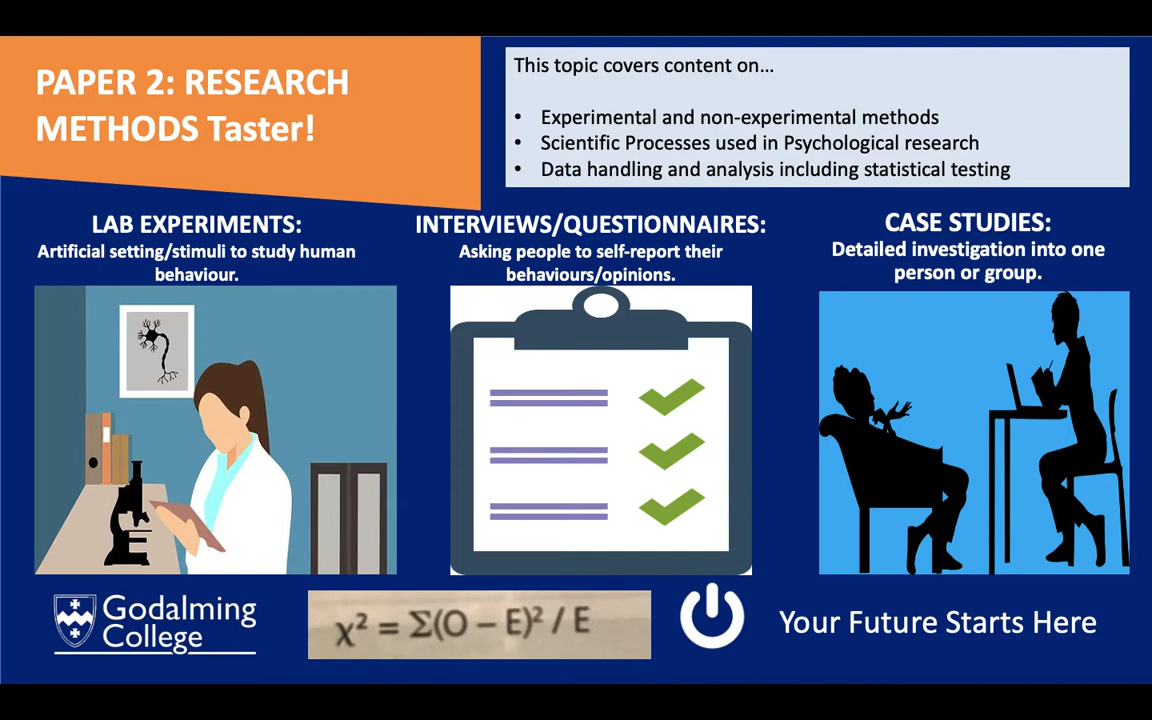 PAPER 2: RESEARCH
METHODS Taster!
This topic covers content on…
• Experimental and non-experimental methods
• Scientific Processes used in Psychological research
• Data handling and analysis including statistical testing
LAB EXPERIMENTS:
Artificial setting/stimuli to study human
behaviour.
INTERVIEWS/QUESTIONNAIRES:
Asking people to self-report their
behaviours/opinions.
CASE STUDIES:
Detailed investigation into one
person or group.
Godalming
College
χ² = Σ(O – E)² / E
Your Future Starts Here